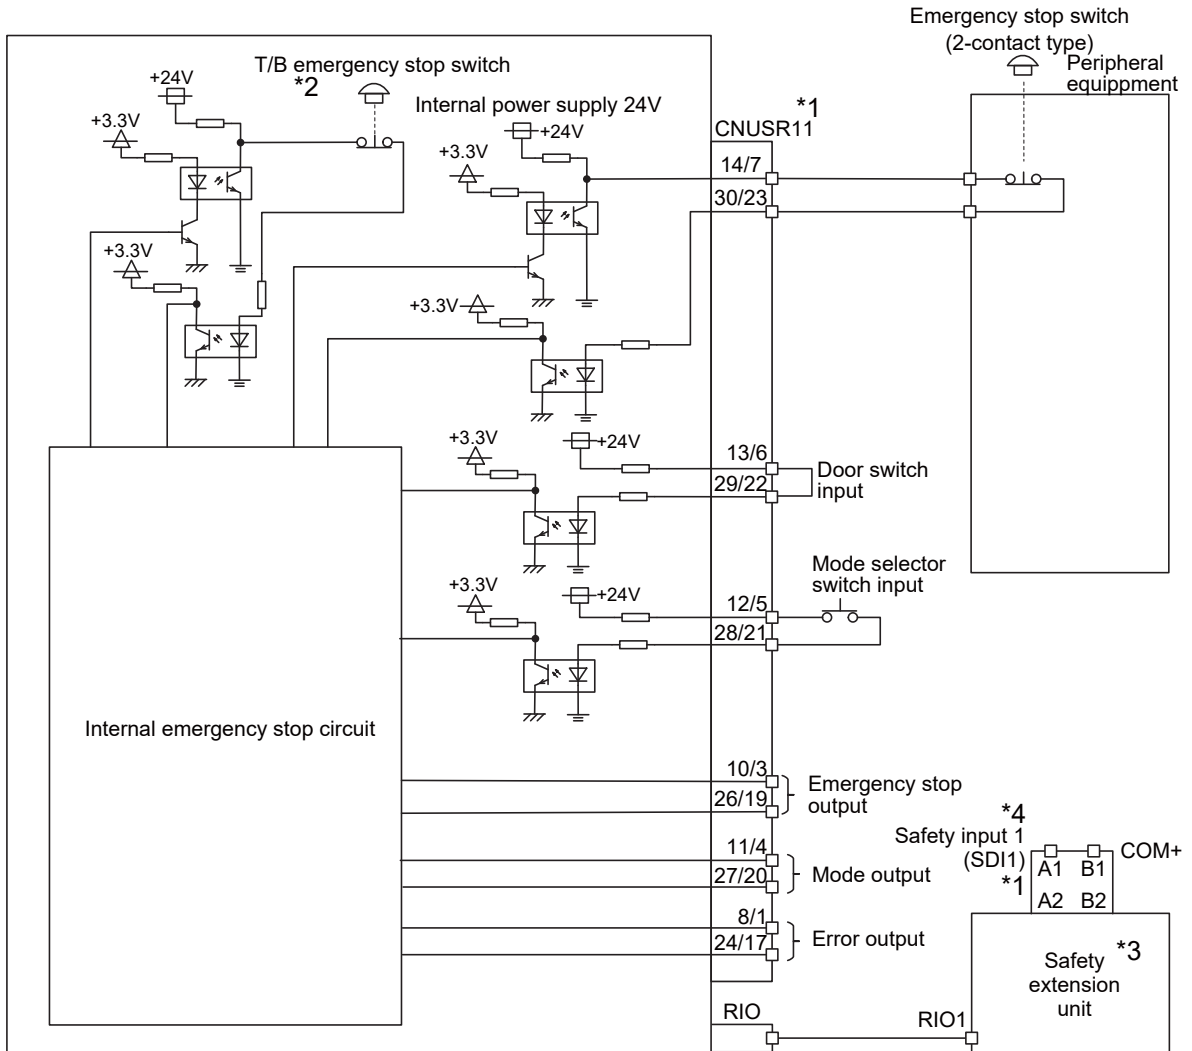 Emergency stop switch
(2-contact type)
Peripheral
equippment
T/B emergency stop switch
*2
+24V
+3.3V
Internal power supply 24V
+24V
+3.3V
*1
CNUSR11
14/7
30/23
+3.3V
+3.3V
+3.3V
+24V
13/6
29/22
Door switch
input
+3.3V
+24V
12/5
28/21
Mode selector
switch input
Internal emergency stop circuit
10/3
26/19
Emergency stop
output
11/4
27/20
Mode output
8/1
24/17
Error output
*4
Safety input 1
(SDI1)
*1
COM+
A1 B1
A2 B2
Safety
extension
unit
*3
RIO
RIO1